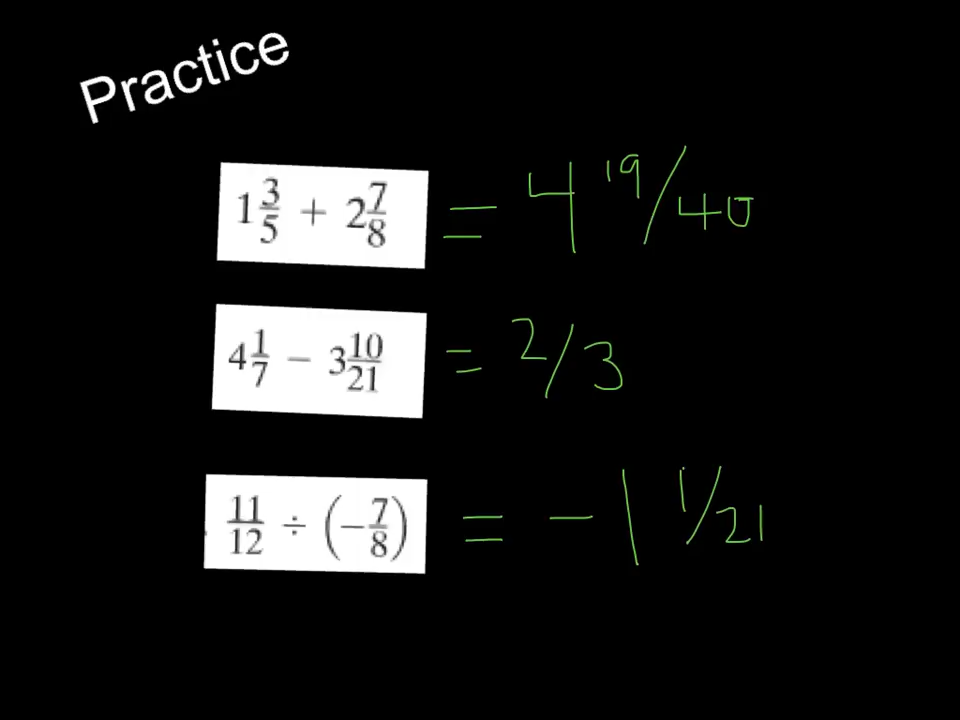 Practice
1 3/5 + 2 7/8 = 4 19/40
4 1/7 − 3 10/21 = 2/3
11/12 ÷ (−7/8) = −1 1/21